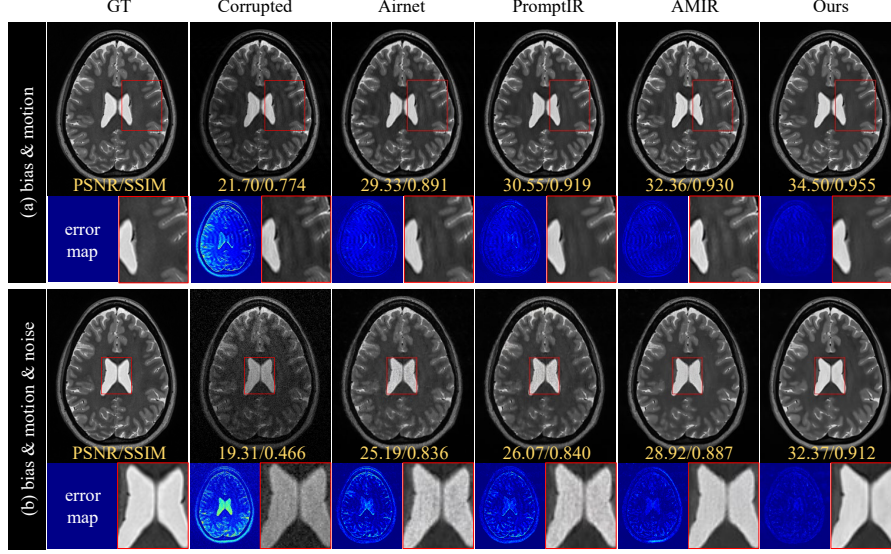 GT Corrupted Airnet PromptIR AMIR Ours
(a) bias & motion
PSNR/SSIM 21.70/0.774 29.33/0.891 30.55/0.919 32.36/0.930 34.50/0.955
error
map
(b) bias & motion & noise
PSNR/SSIM 19.31/0.466 25.19/0.836 26.07/0.840 28.92/0.887 32.37/0.912
error
map